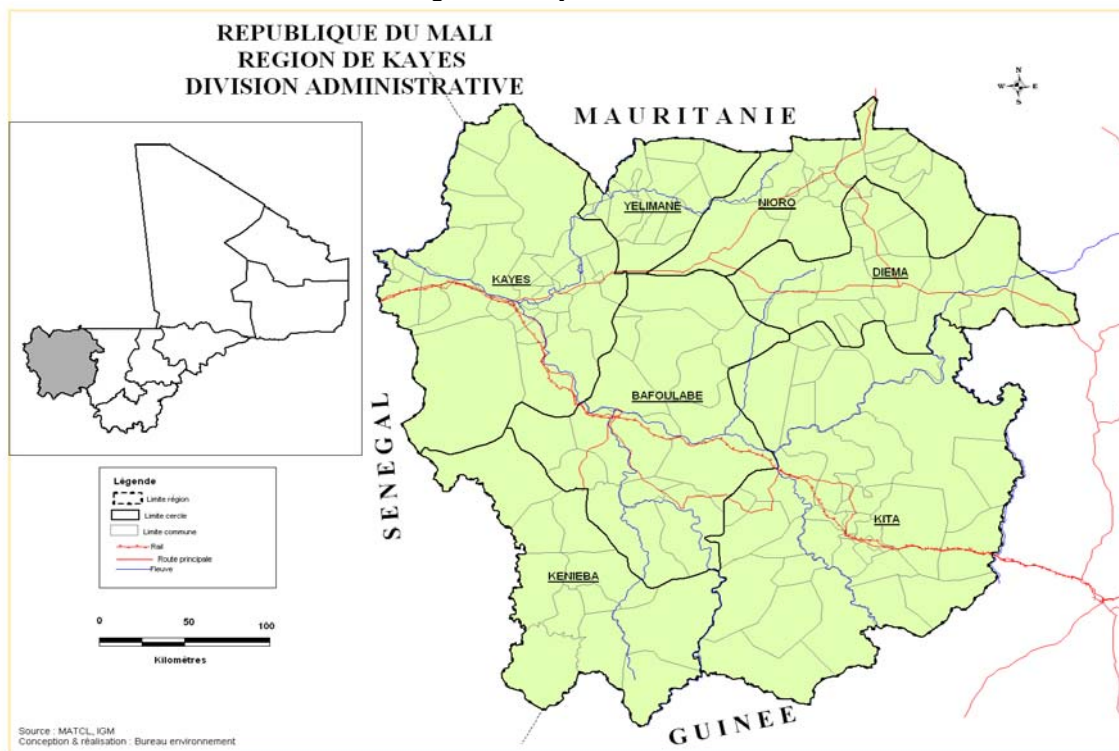 REPUBLIQUE DU MALI
REGION DE KAYES
DIVISION ADMINISTRATIVE
N
W E
S
MAURITANIE
YELIMANE
NIORO
KAYES
DIEMA
BAFOULABE
SENEGAL
KITA
KENIEBA
GUINEE
Légende
Limite région
Limite cercle
Limite commune
Rail
Route principale
Fleuve
0 50 100
Kilomètres
Source : MATCL, IGM
Conception & réalisation : Bureau environnement